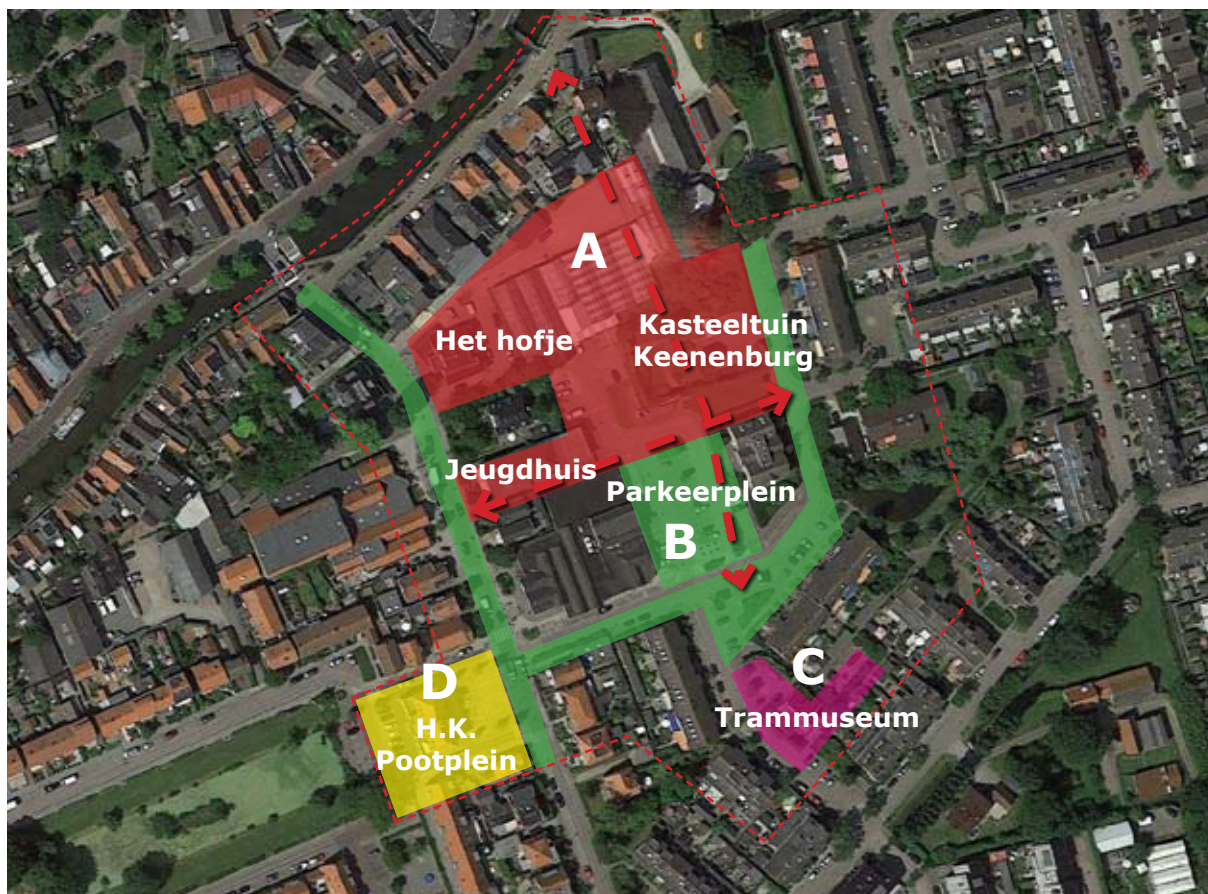 A
Het hofje
Kasteeltuin
Keenenburg
Jeugdhuis
Parkeerplein
B
C
Trammuseum
D
H.K.
Pootplein